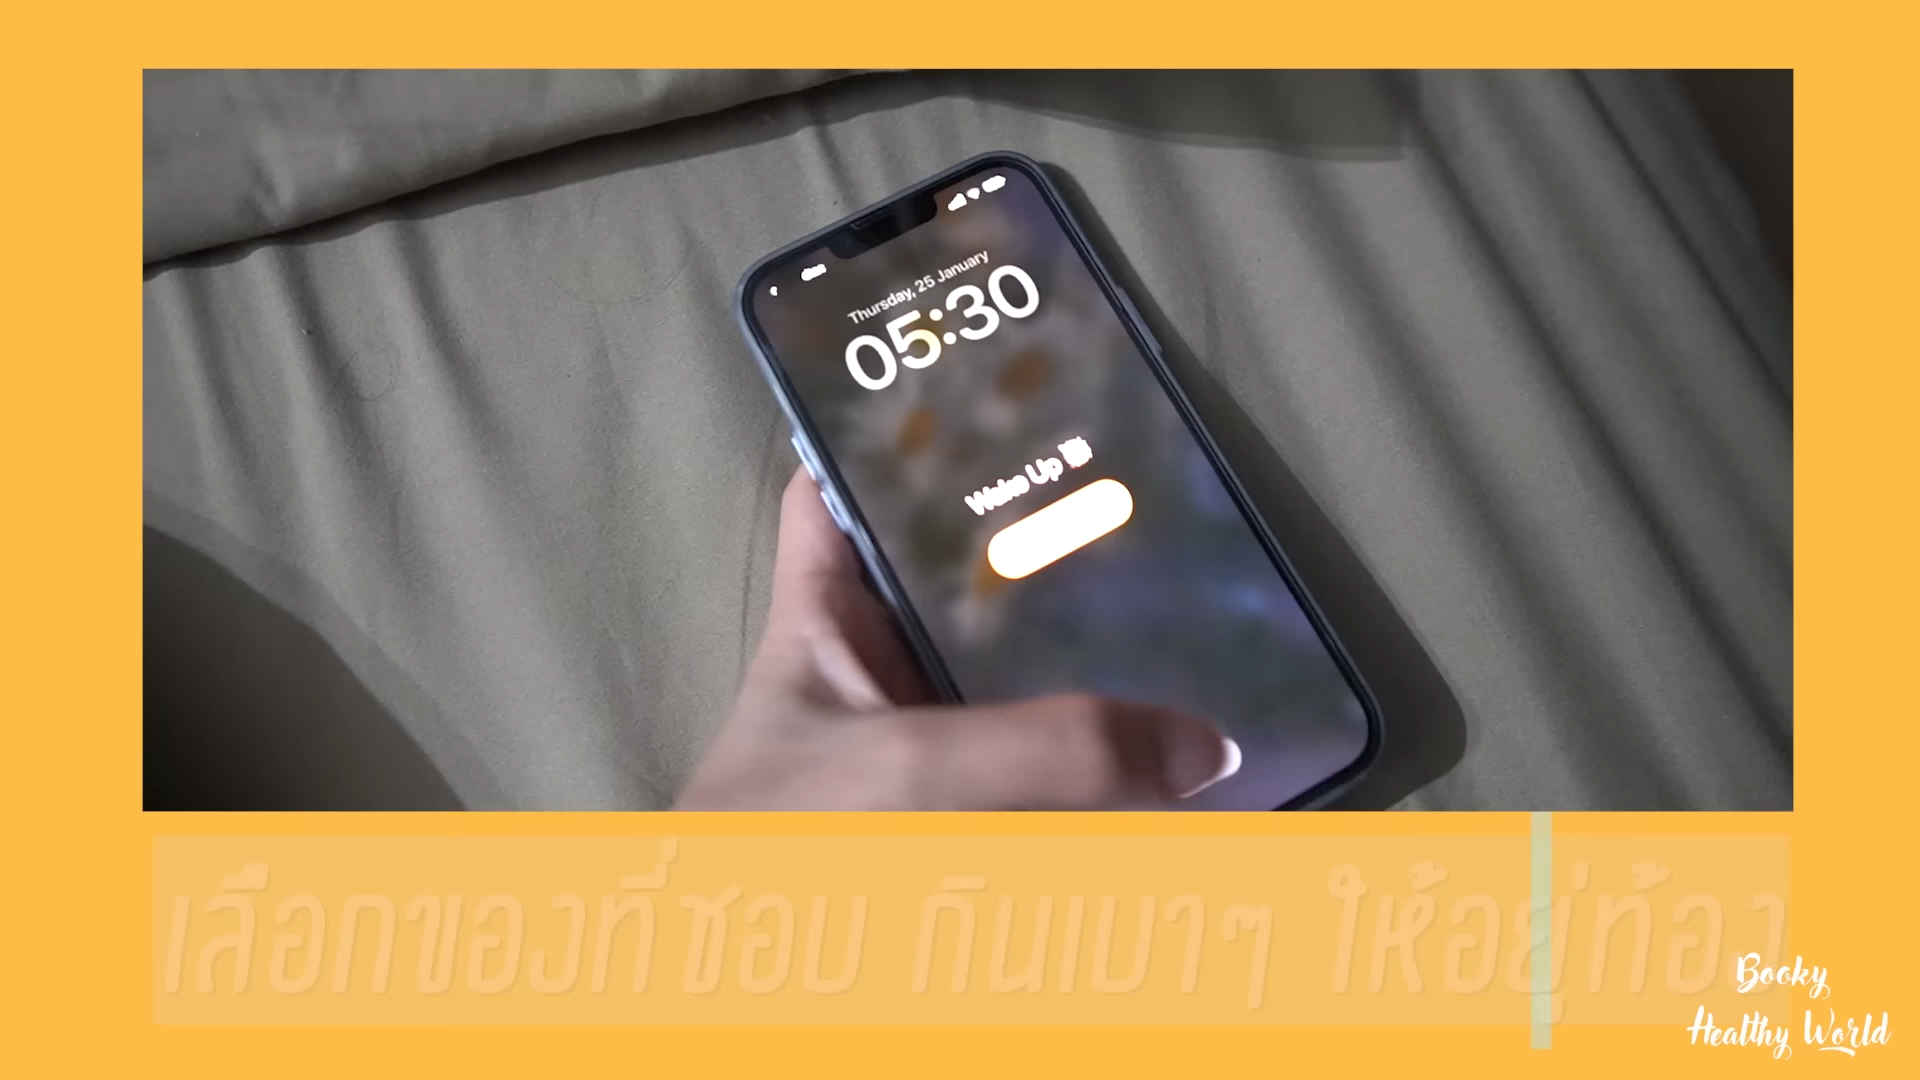 Thursday, 25 January
05:30
Wake Up
เลือกของที่ชอบ กินเบาๆ ให้อยู่ท้อง
Booky
Healthy World